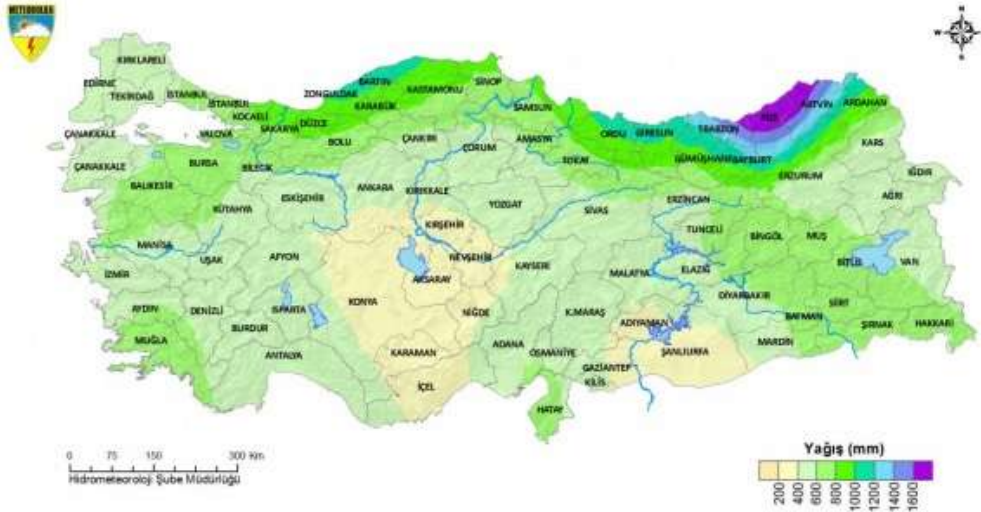 METEOROLOJİ
N
W E
S
KIRKLARELİ
EDİRNE
TEKİRDAĞ
İSTANBUL
İSTANBUL
KOCAELİ
YALOVA
SAKARYA
DÜZCE
ZONGULDAK
BARTIN
KARABÜK
KASTAMONU
SİNOP
SAMSUN
BOLU
ÇANKIRI
ÇORUM
AMASYA
TOKAT
ORDU
GİRESUN
TRABZON
RİZE
ARTVİN
ARDAHAN
GÜMÜŞHANE
BAYBURT
KARS
ERZURUM
IĞDIR
AĞRI
ÇANAKKALE
ÇANAKKALE
BURSA
BİLECİK
BALIKESİR
KÜTAHYA
ESKİŞEHİR
ANKARA
KIRIKKALE
YOZGAT
SİVAS
ERZİNCAN
TUNCELİ
BİNGÖL
MUŞ
BİTLİS
VAN
MANİSA
UŞAK
AFYON
KIRŞEHİR
NEVŞEHİR
KAYSERİ
MALATYA
ELAZIĞ
DİYARBAKIR
SİİRT
BATMAN
ŞIRNAK
HAKKARİ
İZMİR
AYDIN
DENİZLİ
ISPARTA
KONYA
AKSARAY
NİĞDE
K.MARAŞ
ADIYAMAN
MARDİN
MUĞLA
BURDUR
ANTALYA
KARAMAN
İÇEL
ADANA
OSMANİYE
GAZİANTEP
KİLİS
ŞANLIURFA
HATAY
0 75 150 300 Km
Hidrometeoroloji Şube Müdürlüğü
Yağış (mm)
200 400 600 800 1000 1200 1400 1600